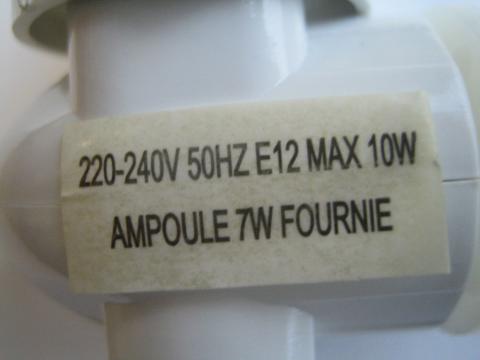 220-240V 50HZ E12 MAX 10W
AMPOULE 7W FOURNIE